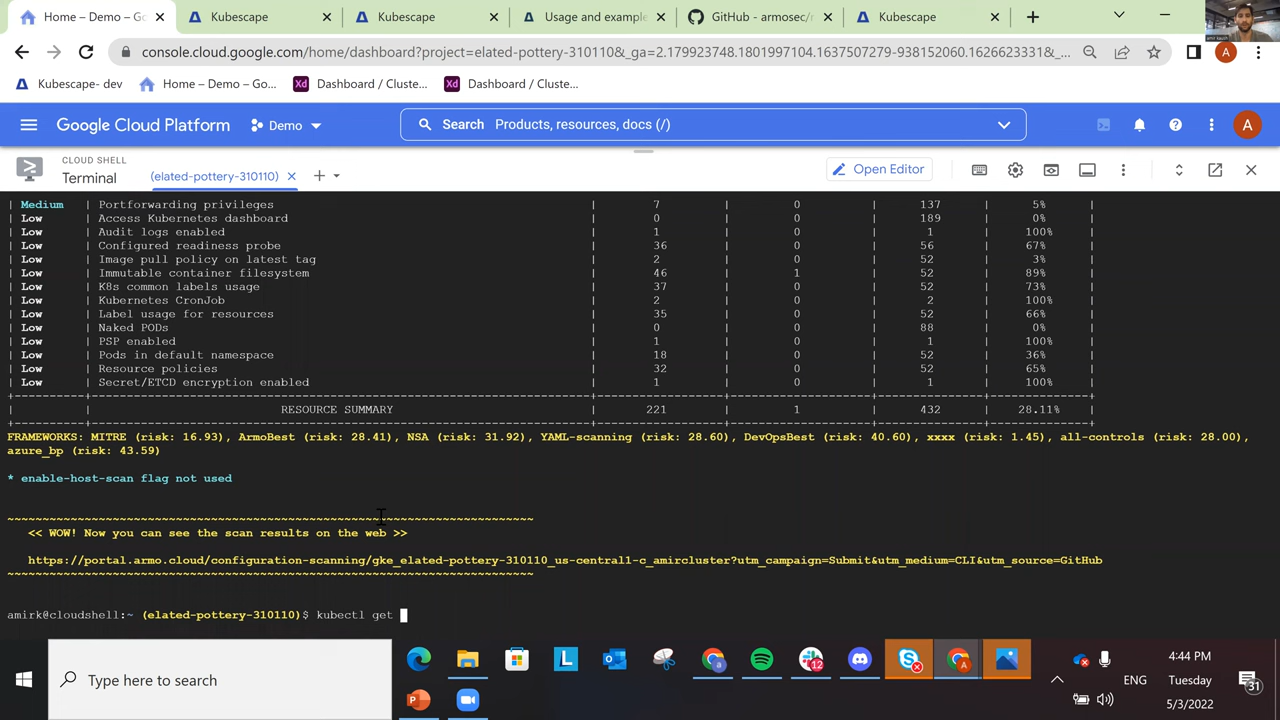 Home – Demo – Go...
Kubescape
Kubescape
Usage and example
GitHub - armosec/r
Kubescape
console.cloud.google.com/home/dashboard?project=elated-pottery-310110&_ga=2.179923748.1801997104.1637507279-938152060.1626623331&_...
A
Kubescape- dev
Home – Demo – Go...
Xd Dashboard / Cluste...
Xd Dashboard / Cluste...
Google Cloud Platform
Demo
Search Products, resources, docs (/)
A
CLOUD SHELL
Terminal
(elated-pottery-310110)
Open Editor
| Medium | Portforwarding privileges | 7 | 0 | 137 | 5% |
| Low | Access Kubernetes dashboard | 0 | 0 | 189 | 0% |
| Low | Audit logs enabled | 1 | 0 | 1 | 100% |
| Low | Configured readiness probe | 36 | 0 | 56 | 67% |
| Low | Image pull policy on latest tag | 2 | 0 | 52 | 3% |
| Low | Immutable container filesystem | 46 | 1 | 52 | 89% |
| Low | K8s common labels usage | 37 | 0 | 52 | 73% |
| Low | Kubernetes CronJob | 2 | 0 | 2 | 100% |
| Low | Label usage for resources | 35 | 0 | 52 | 66% |
| Low | Naked PODs | 0 | 0 | 88 | 0% |
| Low | PSP enabled | 1 | 0 | 1 | 100% |
| Low | Pods in default namespace | 18 | 0 | 52 | 36% |
| Low | Resource policies | 32 | 0 | 52 | 65% |
| Low | Secret/ETCD encryption enabled | 1 | 0 | 1 | 100% |
| | RESOURCE SUMMARY | 221 | 1 | 432 | 28.11% |
FRAMEWORKS: MITRE (risk: 16.93), ArmoBest (risk: 28.41), NSA (risk: 31.92), YAML-scanning (risk: 28.60), DevOpsBest (risk: 40.60), xxxx (risk: 1.45), all-controls (risk: 28.00),
azure_bp (risk: 43.59)
* enable-host-scan flag not used
<< WOW! Now you can see the scan results on the web >>
https://portal.armo.cloud/configuration-scanning/gke_elated-pottery-310110_us-central1-c_amircluster?utm_campaign=Submit&utm_medium=CLI&utm_source=GitHub
amirk@cloudshell:~ (elated-pottery-310110)$ kubectl get
Type here to search
L
12
A
ENG
4:44 PM
Tuesday
5/3/2022
31